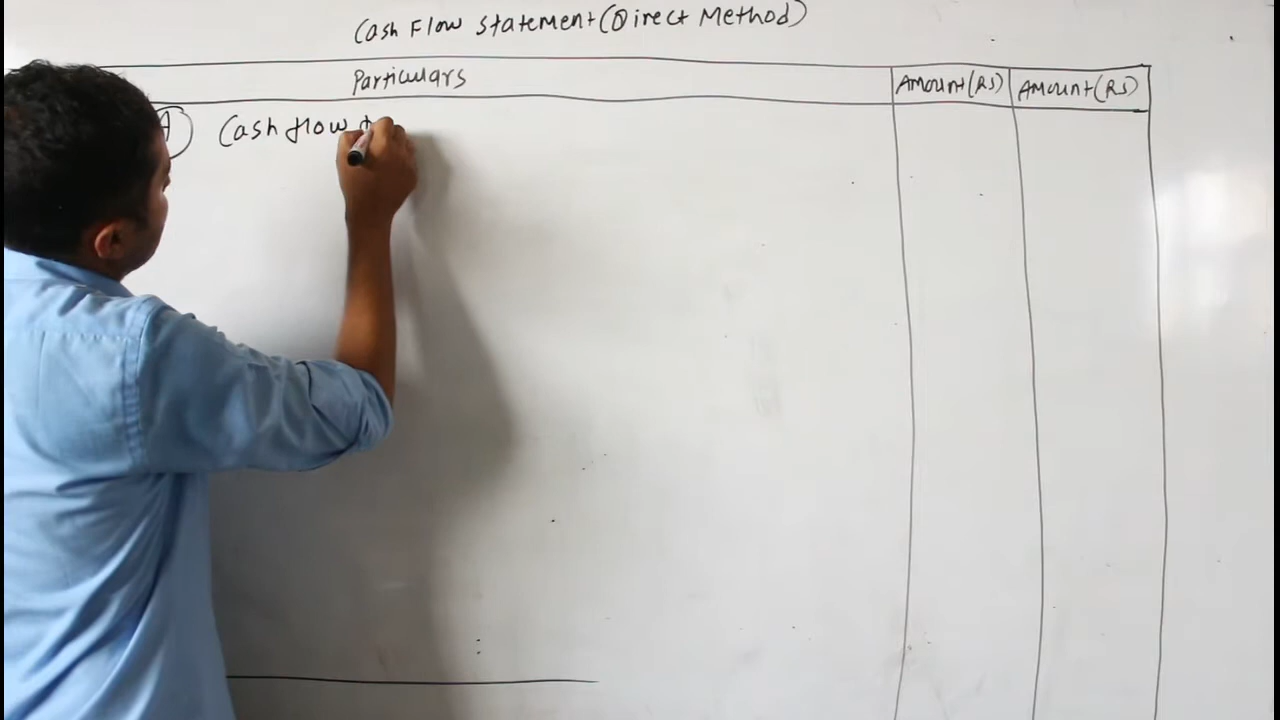 Cash Flow Statement (Direct Method)
Particulars Amount (RS) Amount (RS)
A) Cash flow